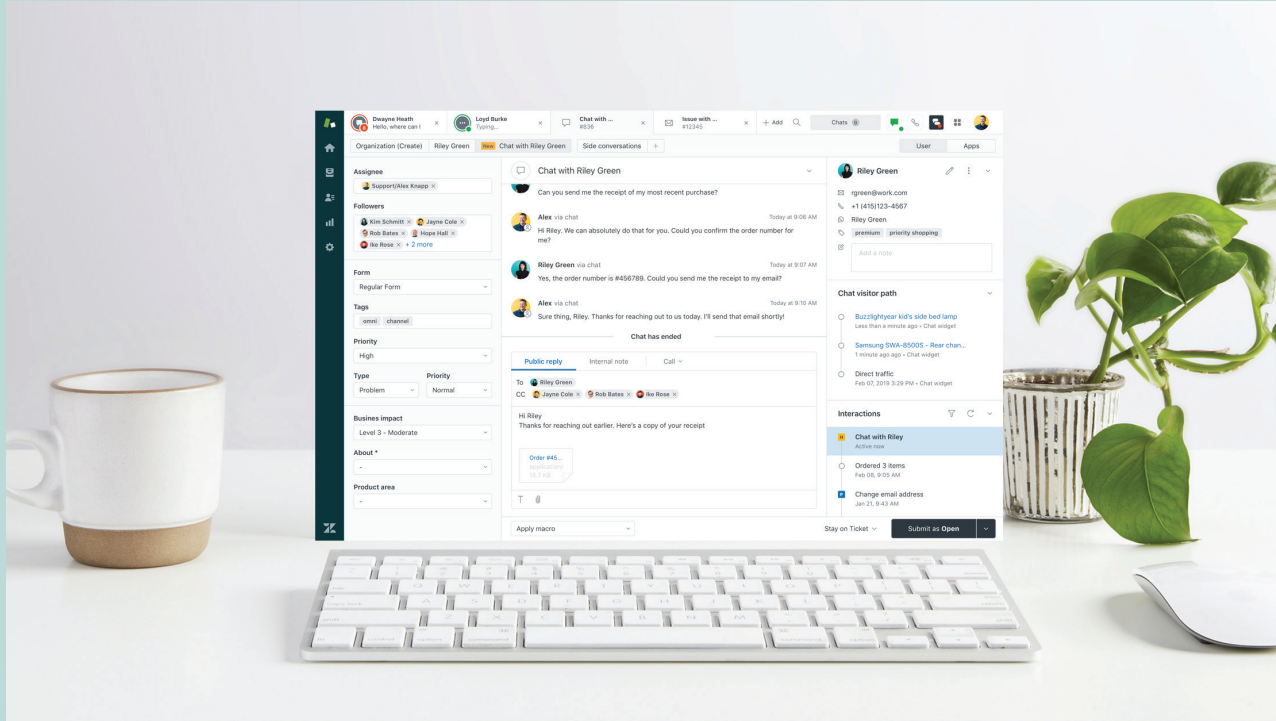 Dwayne Heath
Hello, where can I
Loyd Burke
Typing...
Chat with ...
#836
Issue with ...
#12345
+ Add
Chats
Organization (Create)
Riley Green
New
Chat with Riley Green
Side conversations
+
User
Apps
Assignee
Support/Alex Knapp ×
Followers
Kim Schmitt × Jayne Cole ×
Rob Bates × Hope Hall ×
Ike Rose × + 2 more
Form
Regular Form
Tags
omni channel
Priority
High
Type Priority
Problem Normal
Busines impact
Level 3 - Moderate
About *
-
Product area
-
Chat with Riley Green
Can you send me the receipt of my most recent purchase?
Alex via chat Today at 9:06 AM
Hi Riley. We can absolutely do that for you. Could you confirm the order number for
me?
Riley Green via chat Today at 9:07 AM
Yes, the order number is #456789. Could you send me the receipt to my email?
Alex via chat Today at 9:10 AM
Sure thing, Riley. Thanks for reaching out to us today. I'll send that email shortly!
Chat has ended
Public reply Internal note Call
To Riley Green
CC Jayne Cole × Rob Bates × Ike Rose ×
Hi Riley
Thanks for reaching out earlier. Here's a copy of your receipt
Order #45...
Apply macro
Riley Green
rgreen@work.com
+1 (415)123-4567
Riley Green
premium priority shopping
Add a note
Chat visitor path
Buzzlightyear kid's side bed lamp
Less than a minute ago • Chat widget
Samsung SWA-8500S - Rear chan...
1 minute ago ago • Chat widget
Direct traffic
Feb 07, 2019 3:29 PM • Chat widget
Interactions
Chat with Riley
Active now
Ordered 3 items
Feb 08, 9:05 AM
Change email address
Jan 21, 9:43 AM
Stay on Ticket
Submit as Open